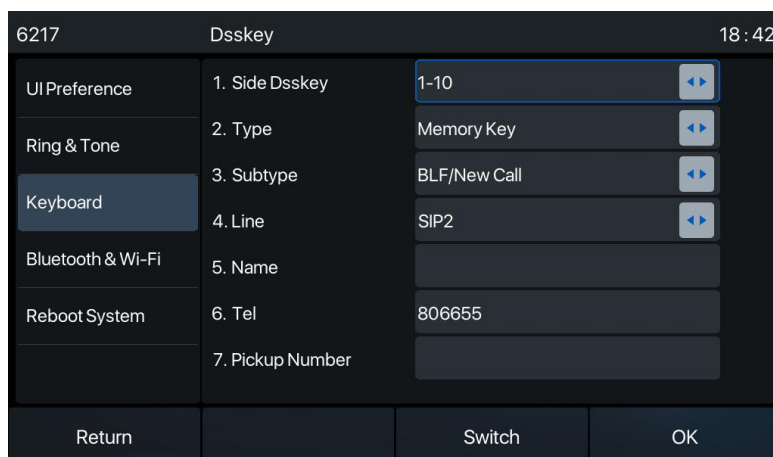 6217 Dsskey 18:42
UI Preference
Ring & Tone
Keyboard
Bluetooth & Wi-Fi
Reboot System
1. Side Dsskey 1-10
2. Type Memory Key
3. Subtype BLF/New Call
4. Line SIP2
5. Name
6. Tel 806655
7. Pickup Number
Return Switch OK